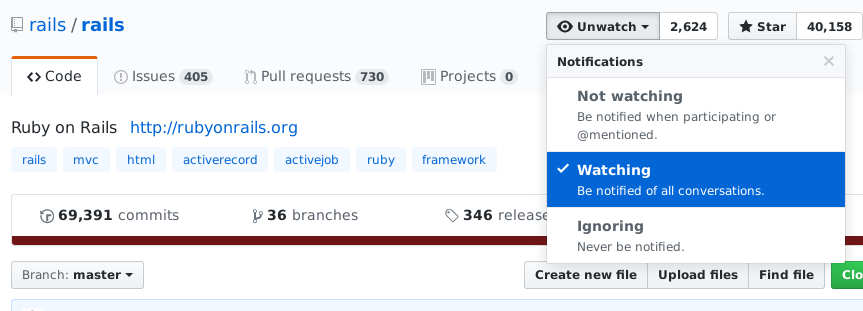 rails / rails
Unwatch 2,624 Star 40,158
Notifications
Code Issues 405 Pull requests 730 Projects 0
Not watching
Be notified when participating or
@mentioned.
Watching
Be notified of all conversations.
Ignoring
Never be notified.
Ruby on Rails http://rubyonrails.org
rails mvc html activerecord activejob ruby framework
69,391 commits 36 branches 346 release
Branch: master Create new file Upload files Find file Clo